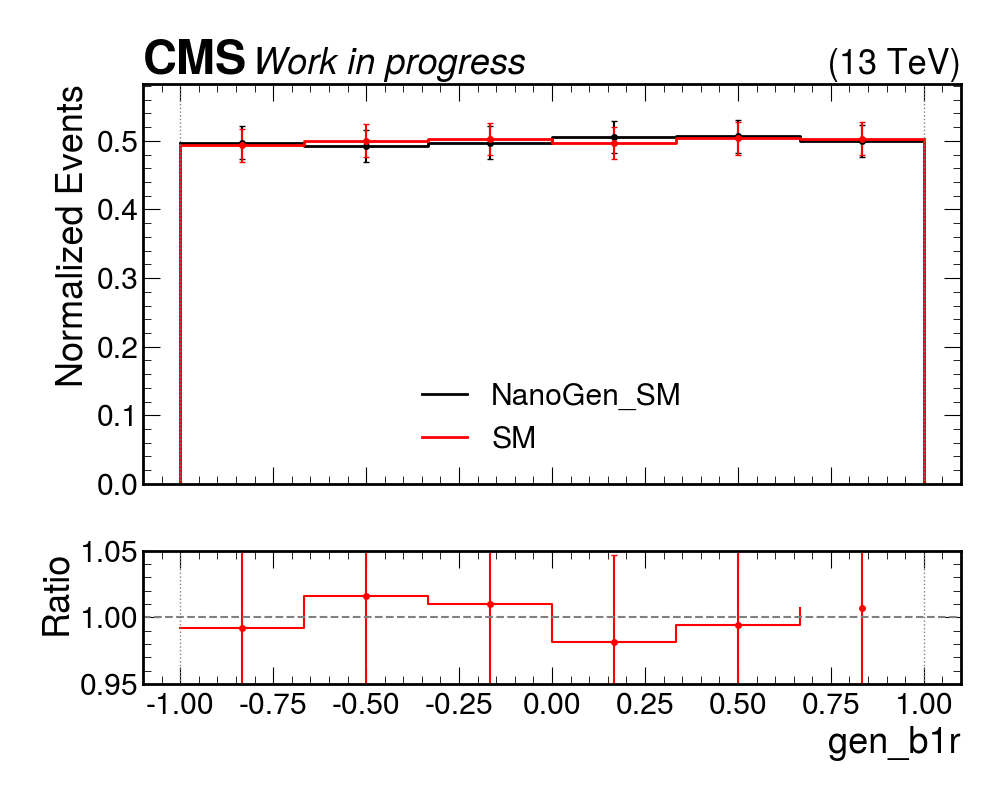 CMS Work in progress (13 TeV)
Normalized Events
0.5
0.4
0.3
0.2
0.1
0.0
NanoGen_SM
SM
Ratio
1.05
1.00
0.95
-1.00 -0.75 -0.50 -0.25 0.00 0.25 0.50 0.75 1.00
gen_b1r